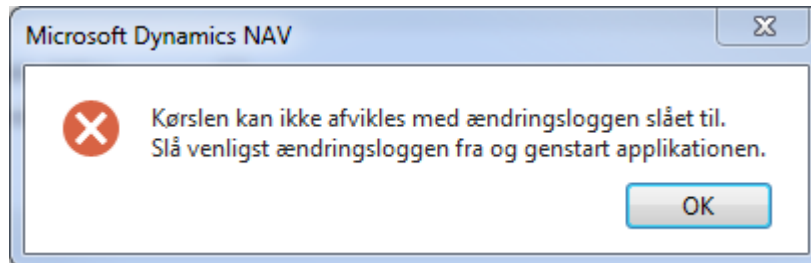 Microsoft Dynamics NAV
Kørslen kan ikke afvikles med ændringsloggen slået til.
Slå venligst ændringsloggen fra og genstart applikationen.
OK